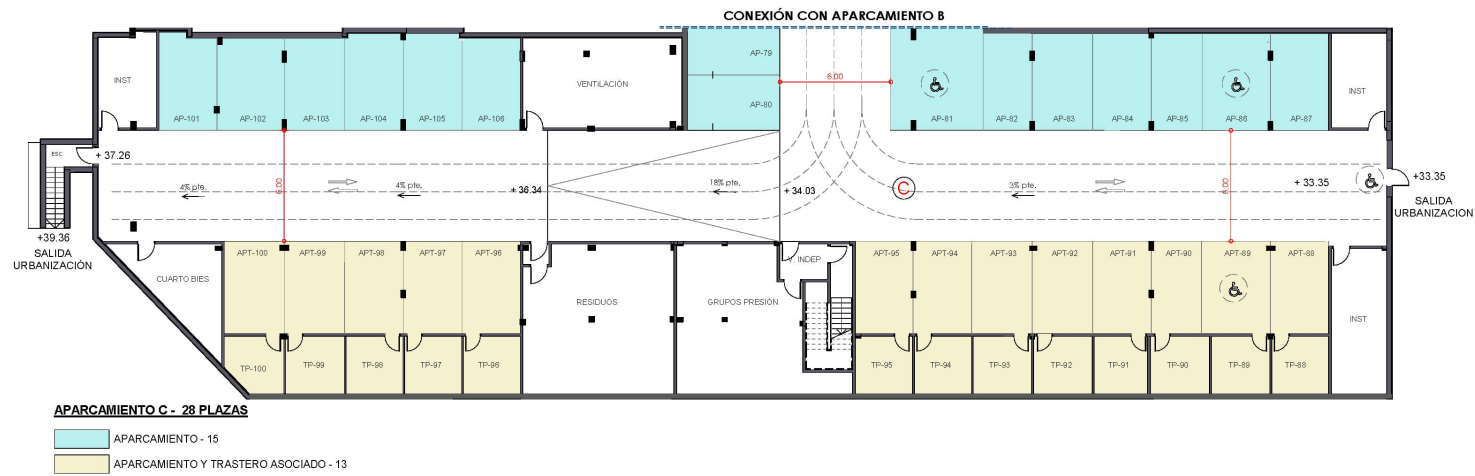 CONEXIÓN CON APARCAMIENTO B
INST
AP-101
AP-102
AP-103
AP-104
AP-105
AP-106
VENTILACIÓN
AP-79
AP-80
6.00
AP-81
AP-82
AP-83
AP-84
AP-85
AP-86
AP-87
INST
ESC
+ 37.26
4% pte.
6.00
4% pte.
+ 36.34
18% pte.
+ 34.03
C
3% pte.
6.00
+ 33.35
+33.35
SALIDA
URBANIZACION
+39.36
SALIDA
URBANIZACIÓN
CUARTO BIES
APT-100
APT-99
APT-98
APT-97
APT-96
RESIDUOS
GRUPOS PRESIÓN
V. INDEP
APT-95
APT-94
APT-93
APT-92
APT-91
APT-90
APT-89
APT-88
INST
TP-100
TP-99
TP-98
TP-97
TP-96
TP-95
TP-94
TP-93
TP-92
TP-91
TP-90
TP-89
TP-88
APARCAMIENTO C - 28 PLAZAS
APARCAMIENTO - 15
APARCAMIENTO Y TRASTERO ASOCIADO - 13